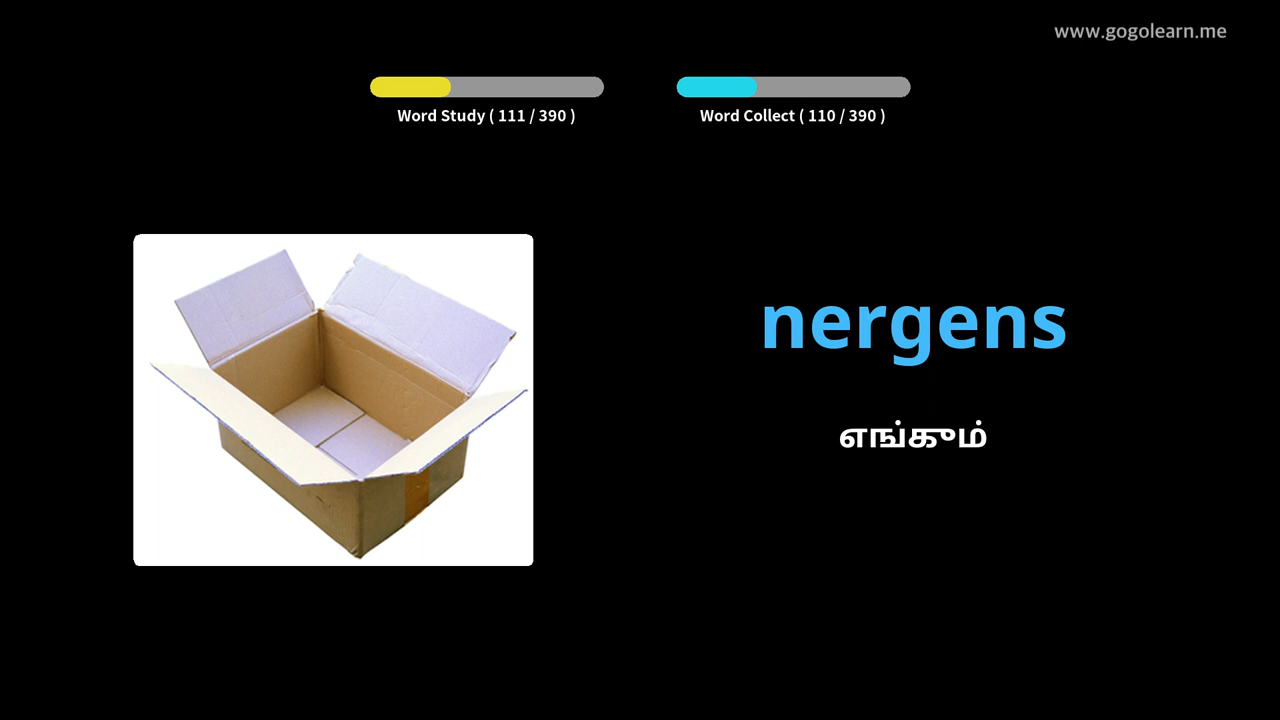 www.gogolearn.me
Word Study ( 111 / 390 )
Word Collect ( 110 / 390 )
nergens
எங்கும்